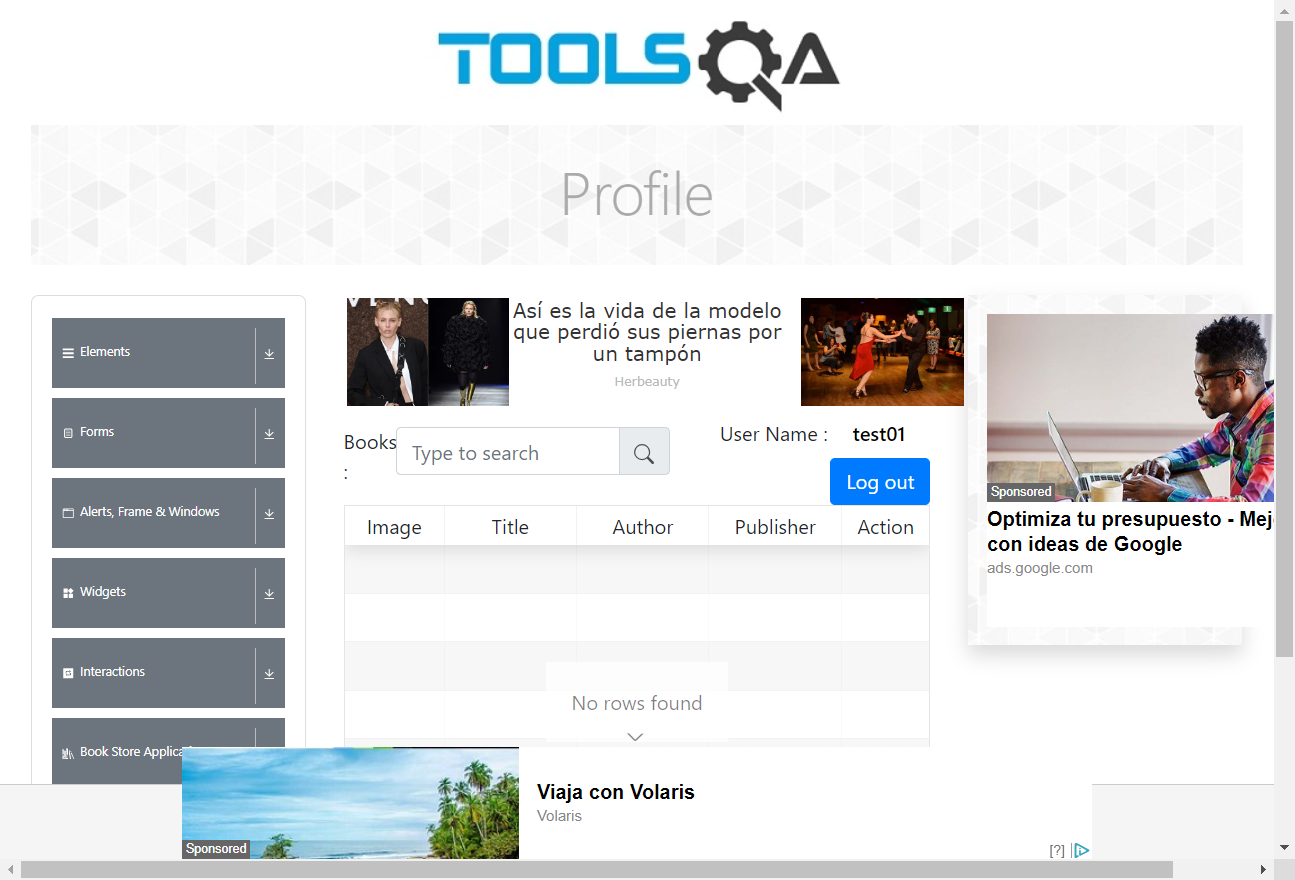 TOOLSQA
Profile
Elements
Forms
Alerts, Frame & Windows
Widgets
Interactions
Book Store
Así es la vida de la modelo
que perdió sus piernas por
un tampón
Herbeauty
Books
:
Type to search
User Name :
test01
Log out
Image
Title
Author
Publisher
Action
No rows found
Sponsored
Optimiza tu presupuesto - Mej
con ideas de Google
ads.google.com
Sponsored
Viaja con Volaris
Volaris
[?]